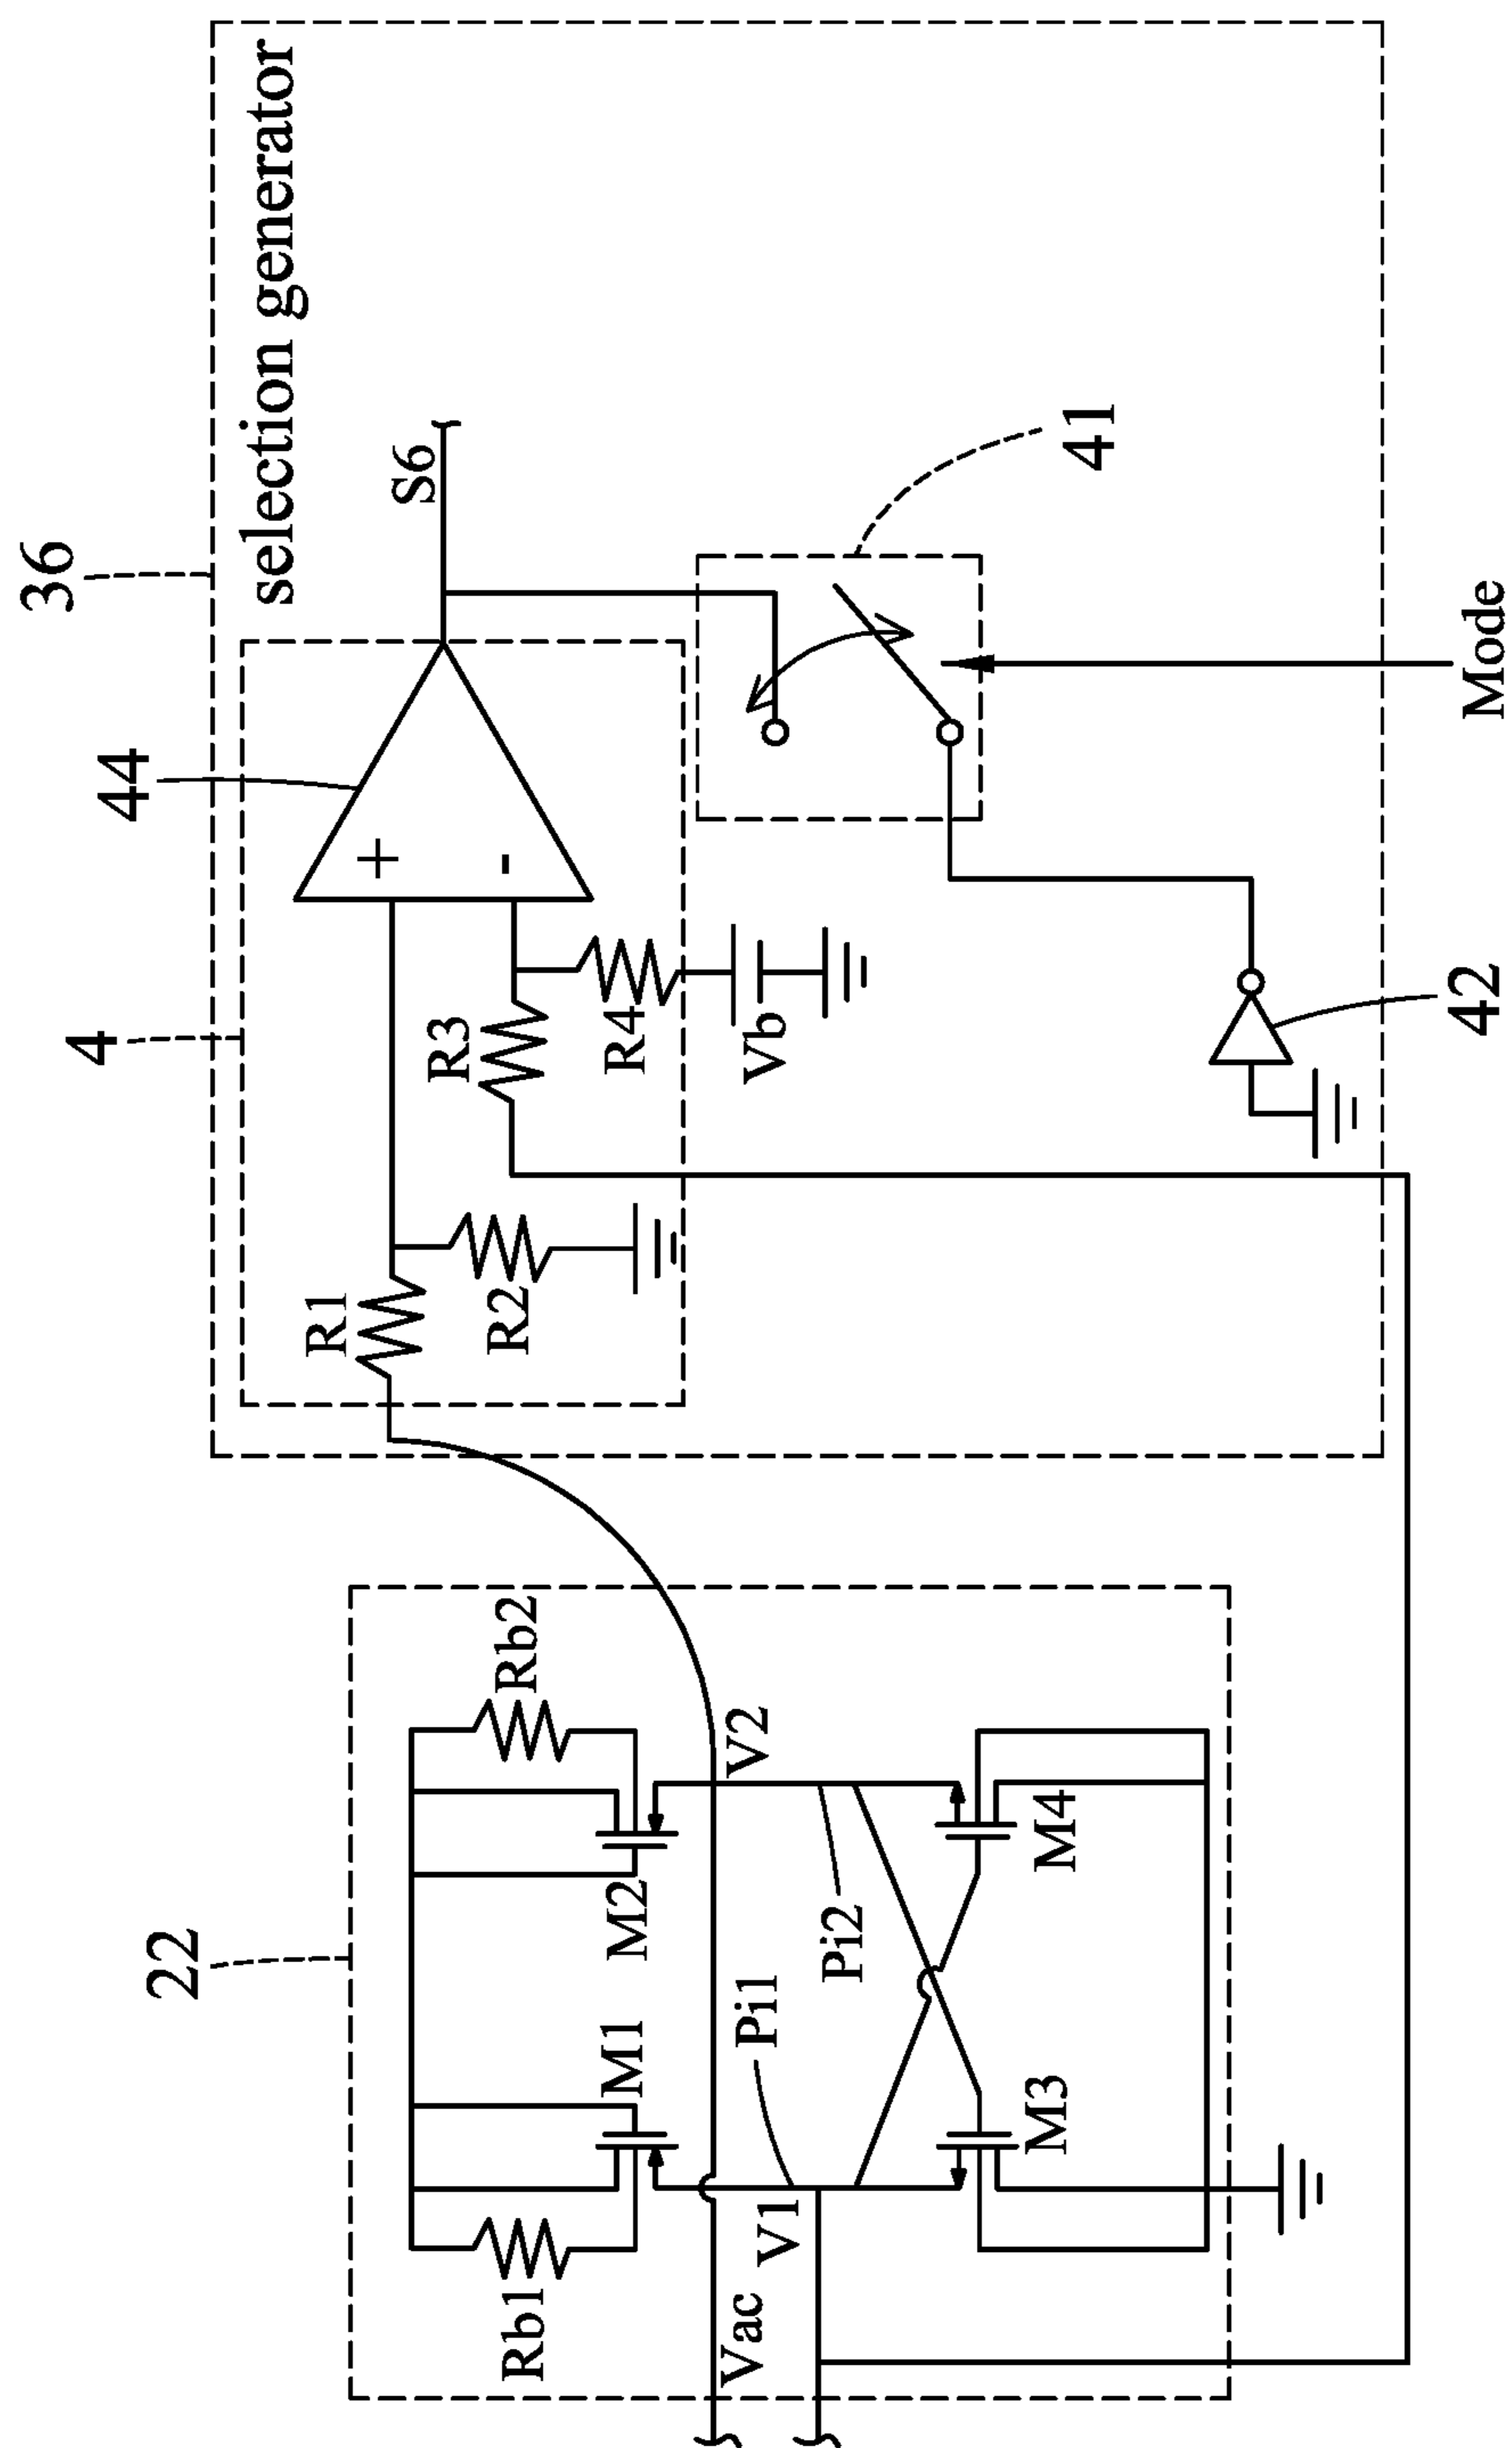 36
selection generator
4
44
S6
+
-
R1
R2
R3
R4
Vb
41
42
Mode
22
Rb1
Rb2
M1
M2
Vac
V1
V2
Pi1
Pi2
M3
M4